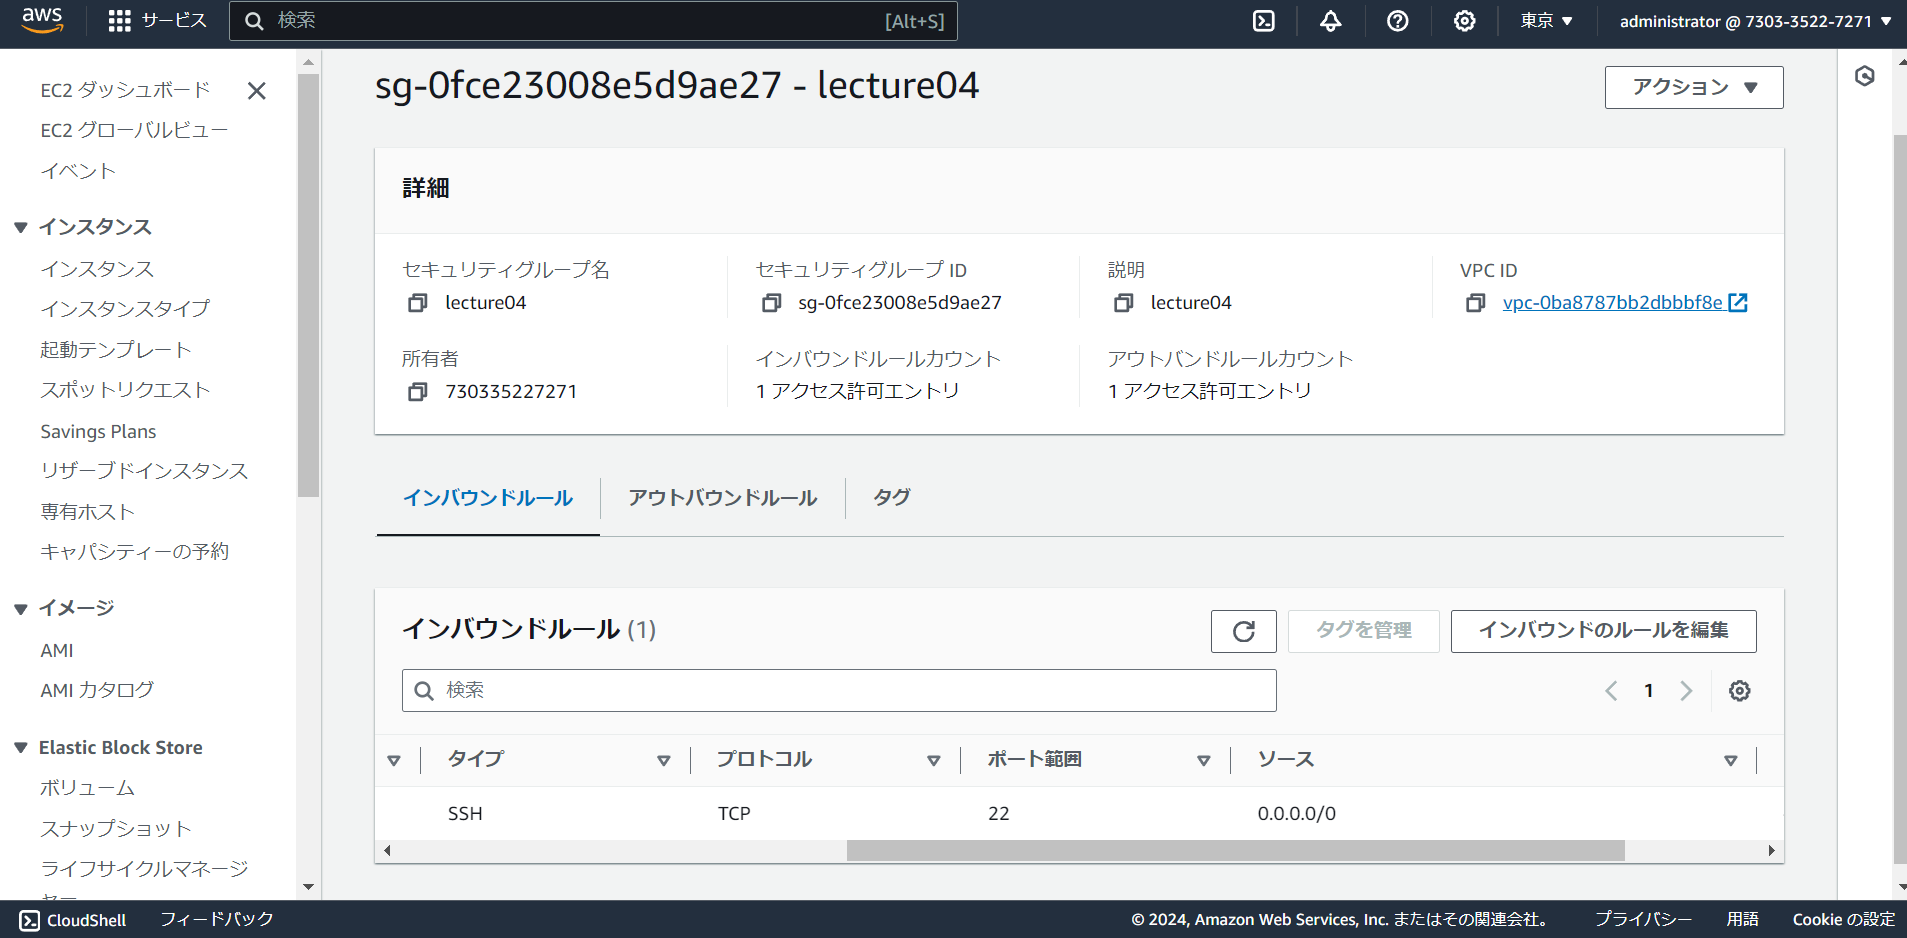 aws
サービス
検索
[Alt+S]
東京
administrator @ 7303-3522-7271
EC2 ダッシュボード
EC2 グローバルビュー
イベント
インスタンス
インスタンス
インスタンスタイプ
起動テンプレート
スポットリクエスト
Savings Plans
リザーブドインスタンス
専有ホスト
キャパシティーの予約
イメージ
AMI
AMI カタログ
Elastic Block Store
ボリューム
スナップショット
ライフサイクルマネージ
sg-0fce23008e5d9ae27 - lecture04
アクション
詳細
セキュリティグループ名
lecture04
セキュリティグループ ID
sg-0fce23008e5d9ae27
説明
lecture04
VPC ID
vpc-0ba8787bb2dbbbf8e
所有者
730335227271
インバウンドルールカウント
1 アクセス許可エントリ
アウトバンドルールカウント
1 アクセス許可エントリ
インバウンドルール
アウトバウンドルール
タグ
インバウンドルール (1)
タグを管理
インバウンドのルールを編集
検索
1
タイプ
プロトコル
ポート範囲
ソース
SSH
TCP
22
0.0.0.0/0
CloudShell
フィードバック
© 2024, Amazon Web Services, Inc. またはその関連会社。
プライバシー
用語
Cookie の設定